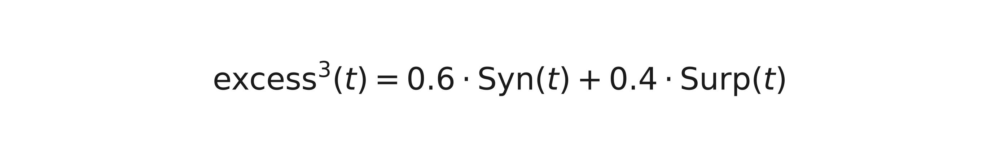 excess³(t) = 0.6 · Syn(t) + 0.4 · Surp(t)